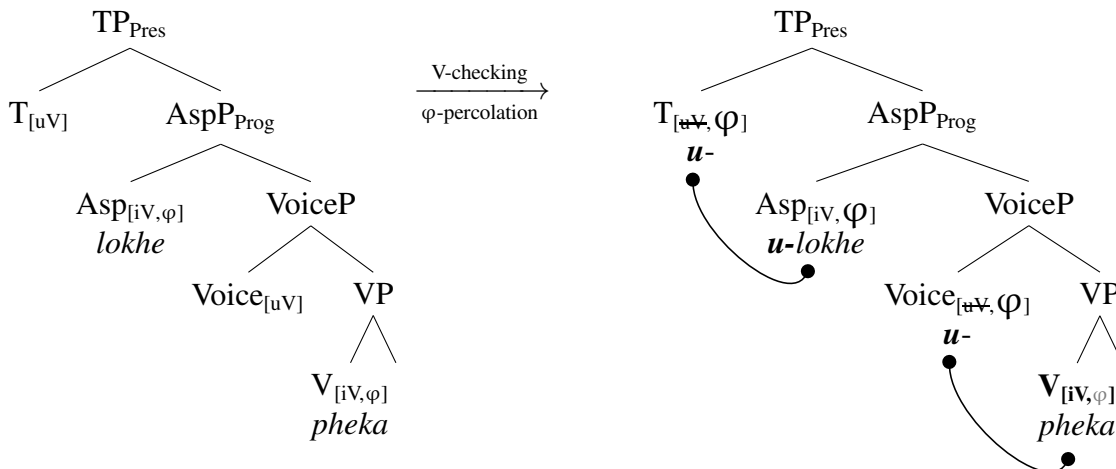 TP_Pres
T_[uV] AspP_Prog
Asp_[iV,φ] VoiceP
lokhe
Voice_[uV] VP
V_[iV,φ]
pheka
V-checking
φ-percolation
TP_Pres
T_[uV,φ] AspP_Prog
u-
Asp_[iV,φ] VoiceP
u-lokhe
Voice_[uV,φ] VP
u-
V_[iV,φ]
pheka